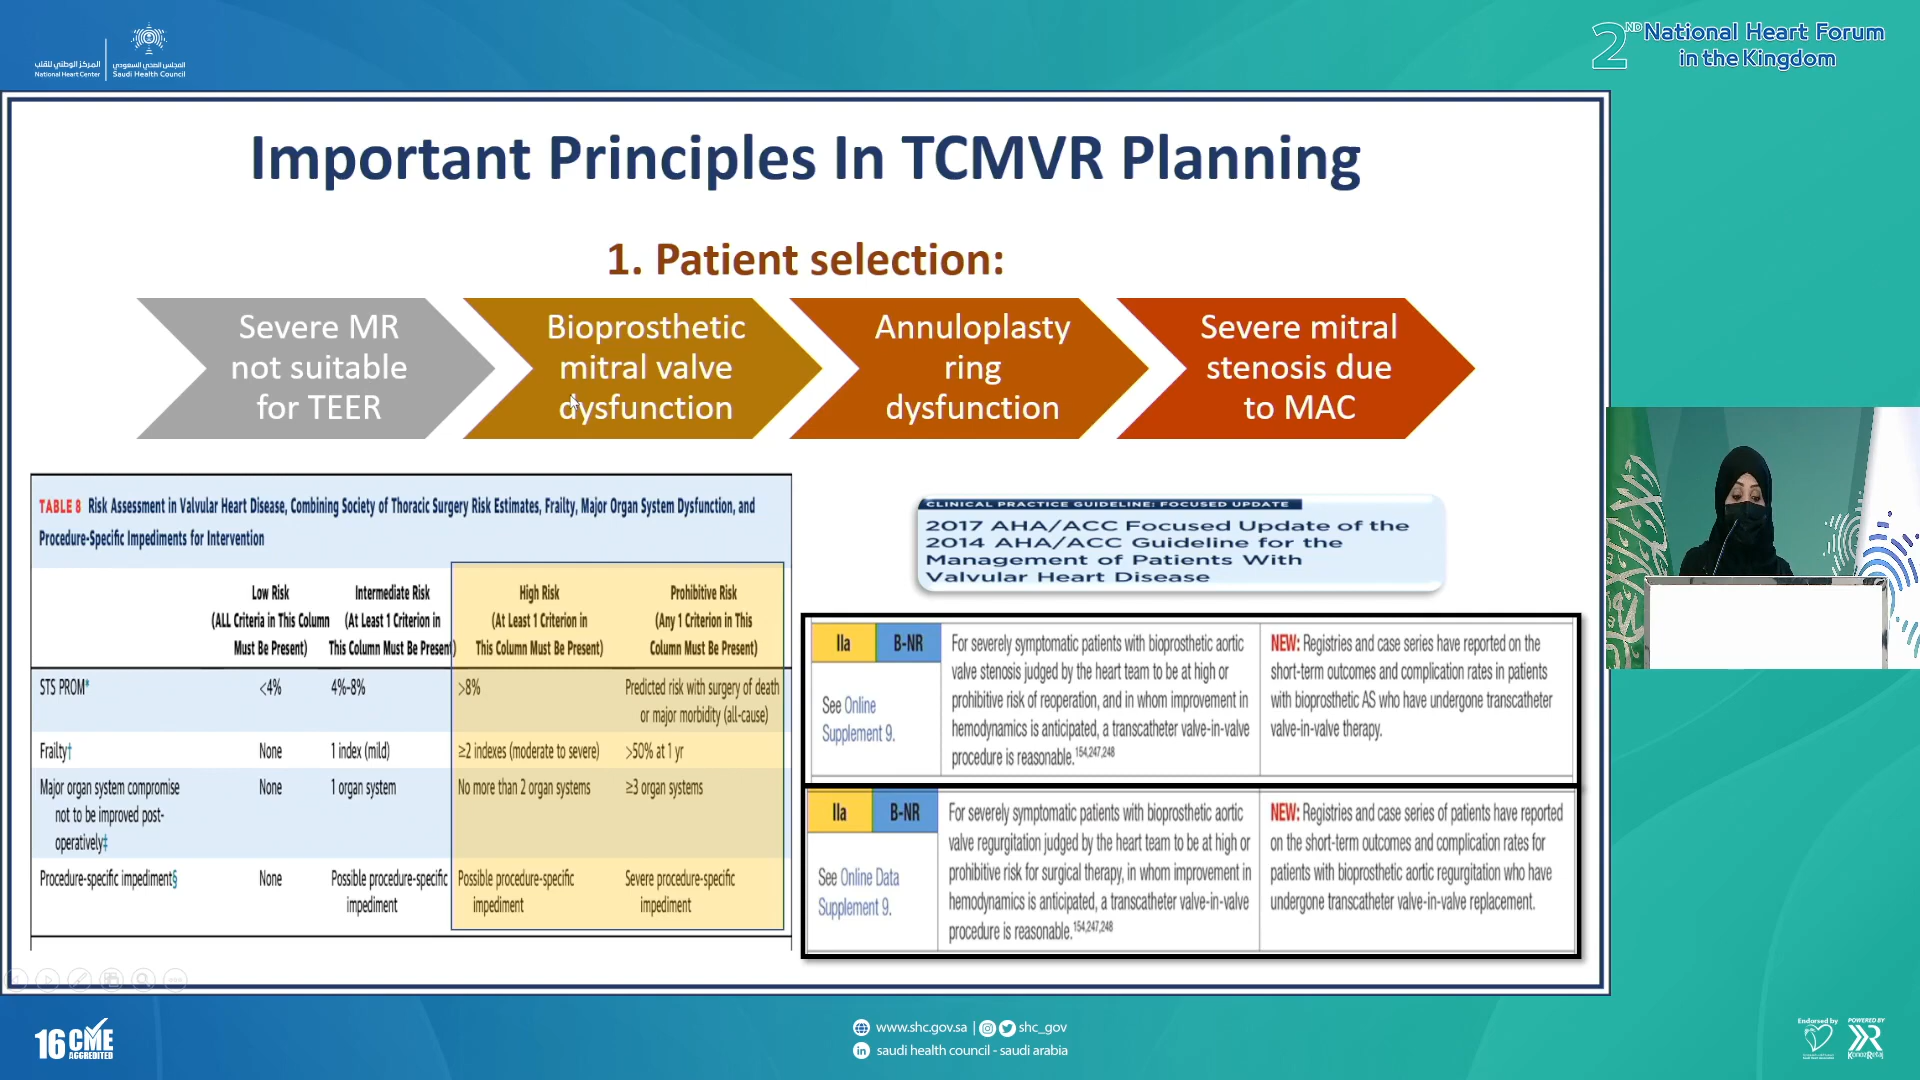 المركز الوطني للقلب
National Heart Center
المجلس الصحي السعودي
Saudi Health Council
2ND National Heart Forum
in the Kingdom
Important Principles In TCMVR Planning
1. Patient selection:
Severe MR
not suitable
for TEER
Bioprosthetic
mitral valve
dysfunction
Annuloplasty
ring
dysfunction
Severe mitral
stenosis due
to MAC
TABLE 8 Risk Assessment in Valvular Heart Disease, Combining Society of Thoracic Surgery Risk Estimates, Frailty, Major Organ System Dysfunction, and
Procedure-Specific Impediments for Intervention
Low Risk
(ALL Criteria in This Column
Must Be Present)
Intermediate Risk
(At Least 1 Criterion in
This Column Must Be Present)
High Risk
(At Least 1 Criterion in
This Column Must Be Present)
Prohibitive Risk
(Any 1 Criterion in This
Column Must Be Present)
STS PROM* <4% 4%-8% >8% Predicted risk with surgery of death
or major morbidity (all-cause)
Frailty† None 1 index (mild) ≥2 indexes (moderate to severe) >50% at 1 yr
Major organ system compromise None 1 organ system No more than 2 organ systems ≥3 organ systems
not to be improved post-
operatively‡
Procedure-specific impediment§ None Possible procedure-specific Possible procedure-specific Severe procedure-specific
impediment impediment impediment
CLINICAL PRACTICE GUIDELINE: FOCUSED UPDATE
2017 AHA/ACC Focused Update of the
2014 AHA/ACC Guideline for the
Management of Patients With
Valvular Heart Disease
IIa B-NR
See Online
Supplement 9.
For severely symptomatic patients with bioprosthetic aortic
valve stenosis judged by the heart team to be at high or
prohibitive risk of reoperation, and in whom improvement in
hemodynamics is anticipated, a transcatheter valve-in-valve
procedure is reasonable.154,247,248
NEW: Registries and case series have reported on the
short-term outcomes and complication rates in patients
with bioprosthetic AS who have undergone transcatheter
valve-in-valve therapy.
IIa B-NR
See Online Data
Supplement 9.
For severely symptomatic patients with bioprosthetic aortic
valve regurgitation judged by the heart team to be at high or
prohibitive risk for surgical therapy, in whom improvement in
hemodynamics is anticipated, a transcatheter valve-in-valve
procedure is reasonable.154,247,248
NEW: Registries and case series of patients have reported
on the short-term outcomes and complication rates for
patients with bioprosthetic aortic regurgitation who have
undergone transcatheter valve-in-valve replacement.
16 CME
ACCREDITED
www.shc.gov.sa | shc_gov
in saudi health council - saudi arabia
Endorsed by
POWERED BY
KonozRetaj